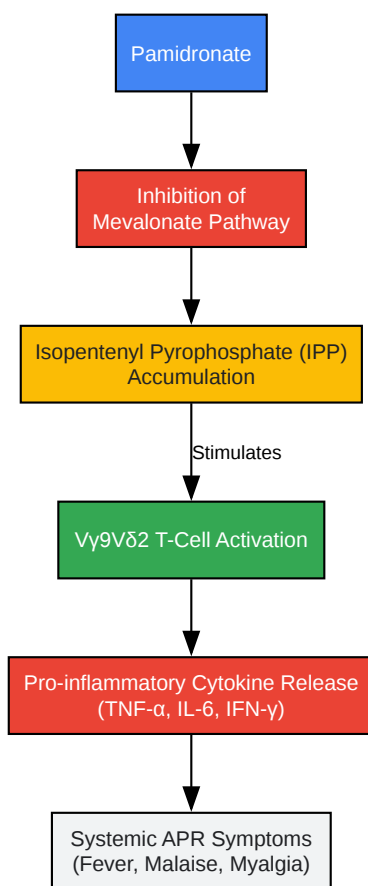 Pamidronate
Inhibition of
Mevalonate Pathway
Isopentenyl Pyrophosphate (IPP)
Accumulation
Stimulates
Vγ9Vδ2 T-Cell Activation
Pro-inflammatory Cytokine Release
(TNF-α, IL-6, IFN-γ)
Systemic APR Symptoms
(Fever, Malaise, Myalgia)